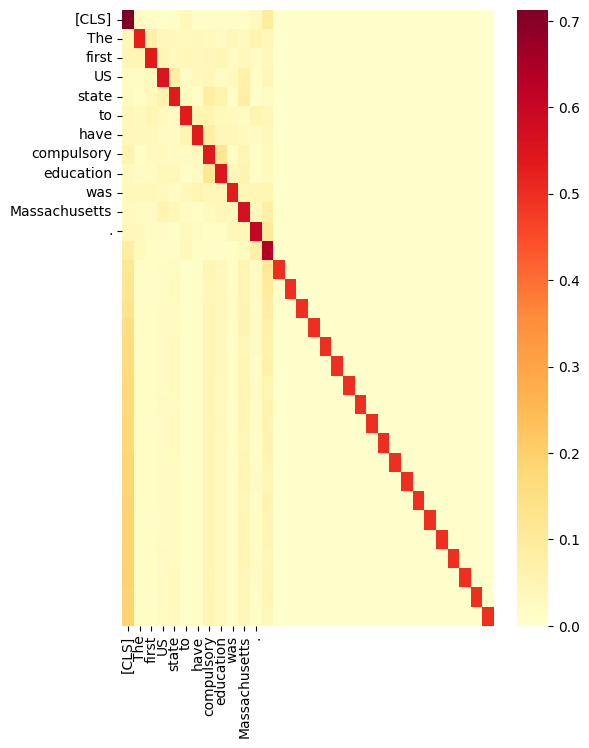 [CLS]
The
first
US
state
to
have
compulsory
education
was
Massachusetts
.
[CLS]
The
first
US
state
to
have
compulsory
education
was
Massachusetts
.
0.7
0.6
0.5
0.4
0.3
0.2
0.1
0.0